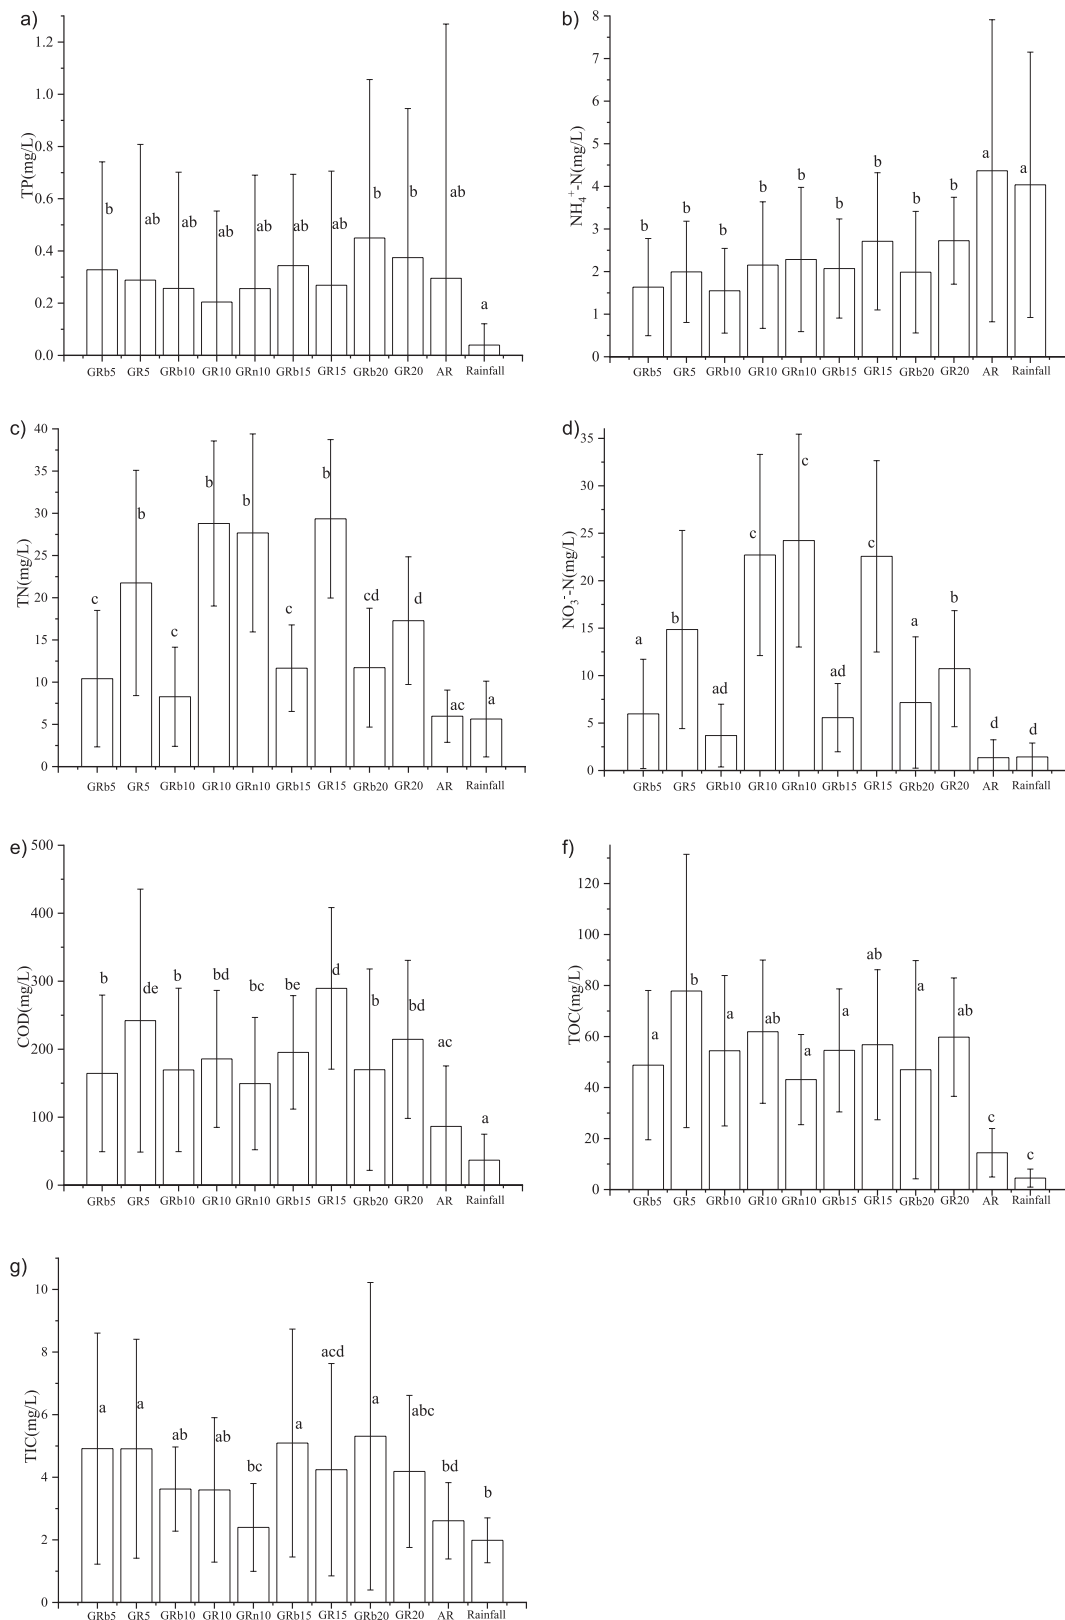 a)
TP(mg/L)
1.2
1.0
0.8
0.6
0.4
0.2
0.0
b ab ab ab ab ab ab b b ab a
GRb5 GR5 GRb10 GR10 GRn10 GRb15 GR15 GRb20 GR20 AR Rainfall
b)
NH4+-N(mg/L)
8
7
6
5
4
3
2
1
0
b b b b b b b b b a a
GRb5 GR5 GRb10 GR10 GRn10 GRb15 GR15 GRb20 GR20 AR Rainfall
c)
TN(mg/L)
40
35
30
25
20
15
10
5
0
c b c b b c b cd d ac a
GRb5 GR5 GRb10 GR10 GRn10 GRb15 GR15 GRb20 GR20 AR Rainfall
d)
NO3--N(mg/L)
35
30
25
20
15
10
5
0
a b ad c c ad c a b d d
GRb5 GR5 GRb10 GR10 GRn10 GRb15 GR15 GRb20 GR20 AR Rainfall
e)
COD(mg/L)
500
400
300
200
100
0
b de b bd bc be d b bd ac a
GRb5 GR5 GRb10 GR10 GRn10 GRb15 GR15 GRb20 GR20 AR Rainfall
f)
TOC(mg/L)
120
100
80
60
40
20
0
a b a ab a a ab a ab c c
GRb5 GR5 GRb10 GR10 GRn10 GRb15 GR15 GRb20 GR20 AR Rainfall
g)
TIC(mg/L)
10
8
6
4
2
0
a a ab ab bc a acd a abc bd b
GRb5 GR5 GRb10 GR10 GRn10 GRb15 GR15 GRb20 GR20 AR Rainfall